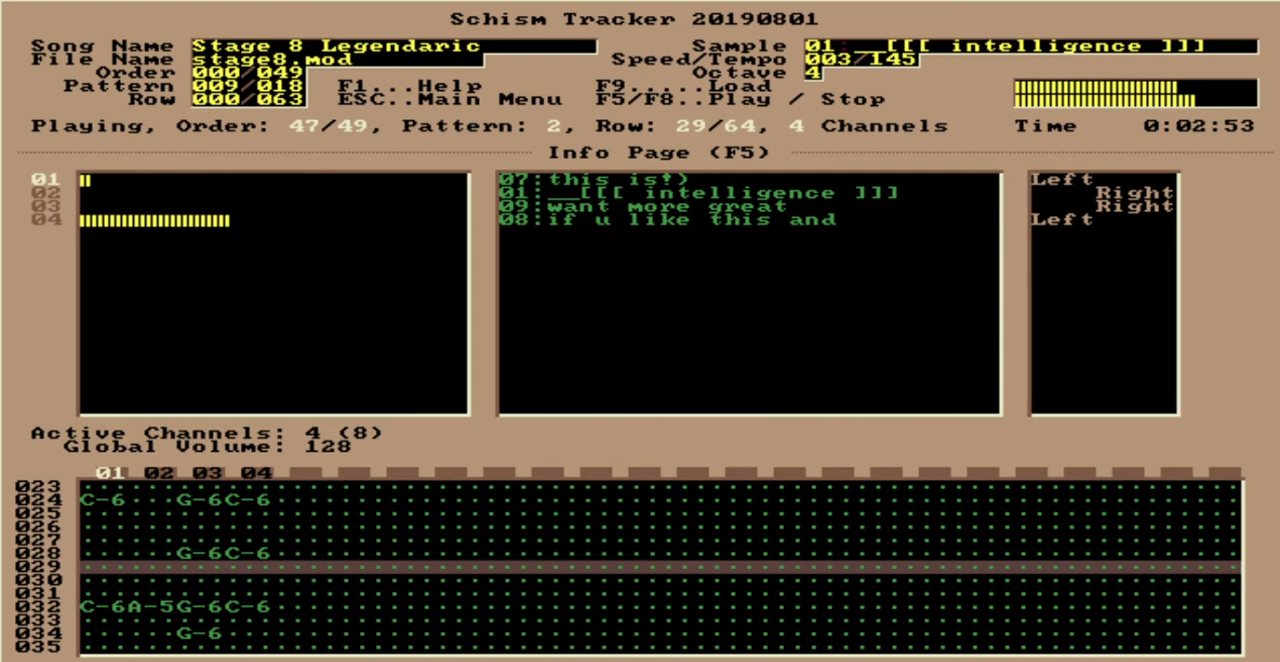 Schism Tracker 20190801
Song Name Stage 8 Legendaric Sample 01:__[[[ intelligence ]]]
File Name stage8.mod Speed/Tempo 003/145
Order 000/049 Octave 4
Pattern 009/018 F1...Help F9.....Load
Row 000/063 ESC..Main Menu F5/F8..Play / Stop
Playing, Order: 47/49, Pattern: 2, Row: 29/64, 4 Channels Time 0:02:53
Info Page (F5)
01 07:this is!) Left
02 01:__[[[ intelligence ]]] Right
03 09:want more great Right
04 08:if u like this and Left
Active Channels: 4 (8)
Global Volume: 128
01 02 03 04
023
024 C-6 G-6 C-6
025
026
027
028 G-6 C-6
029
030
031
032 C-6 A-5 G-6 C-6
033
034 G-6
035